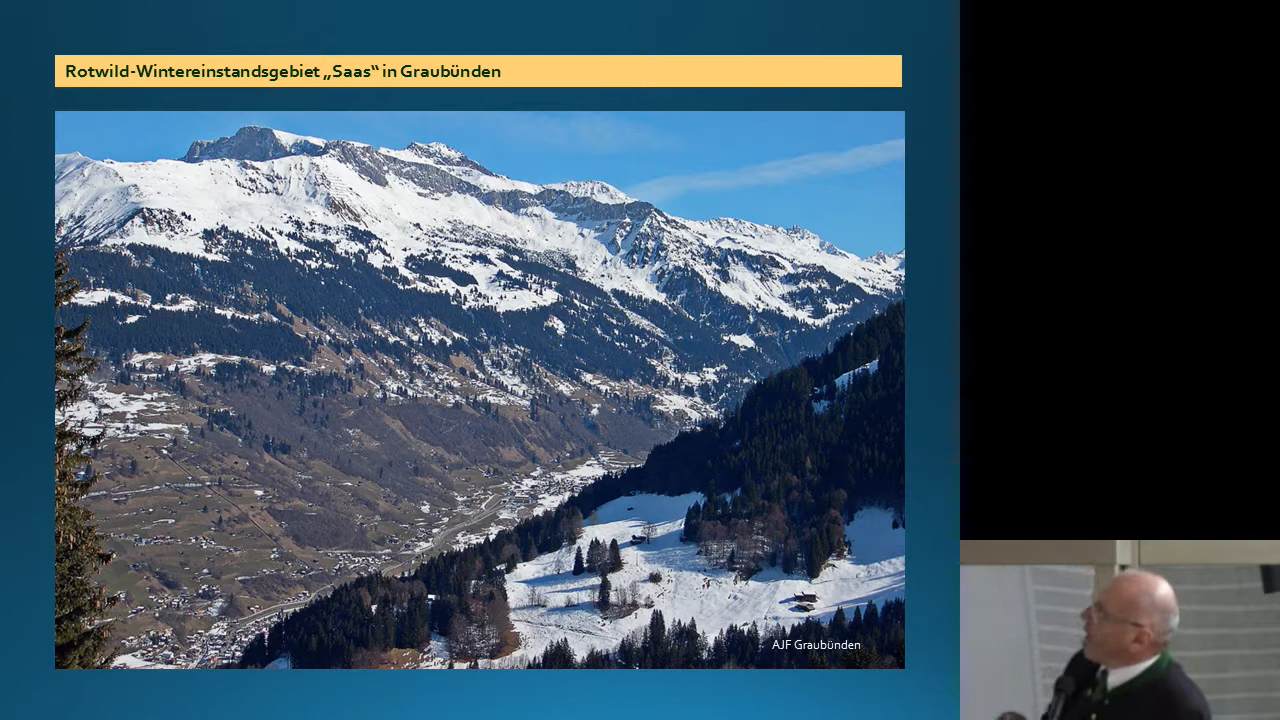 Rotwild-Wintereinstandsgebiet „Saas“ in Graubünden
AJF Graubünden